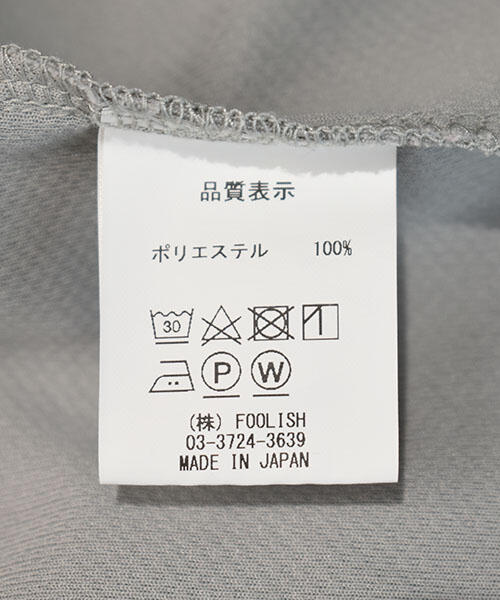 品質表示
ポリエステル 100%
30
P W
(株) FOOLISH
03-3724-3639
MADE IN JAPAN